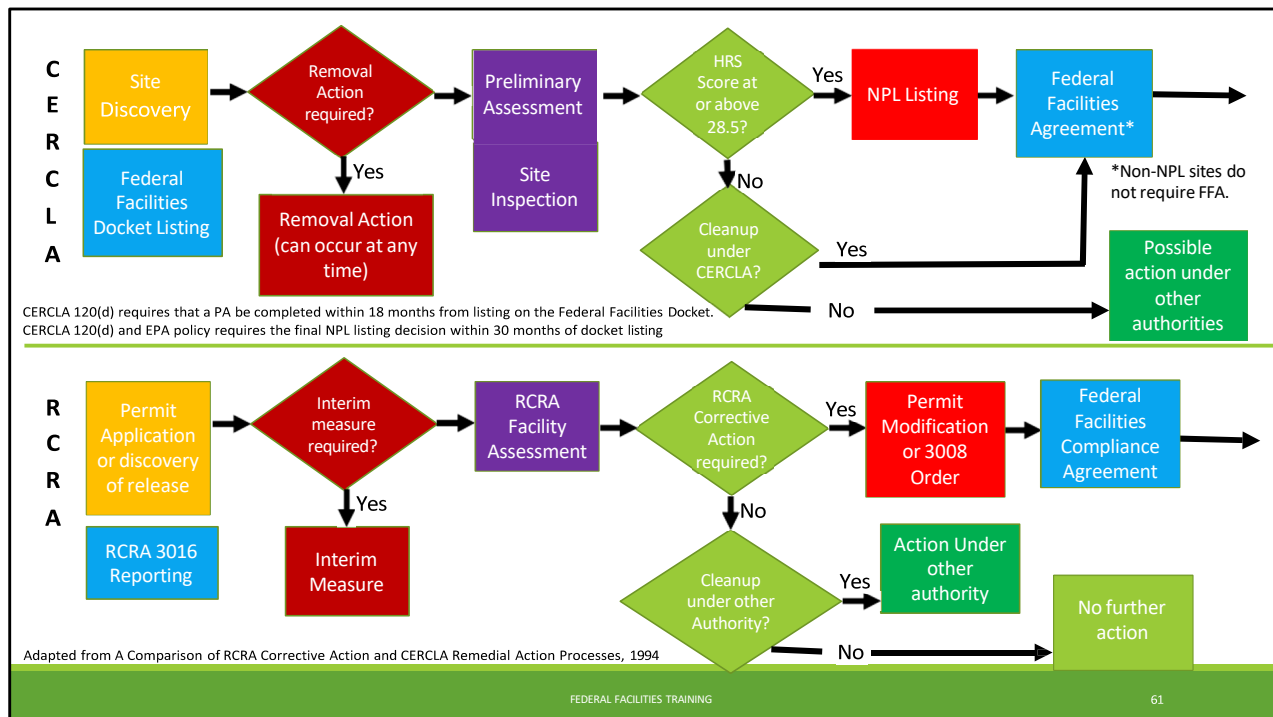 C
E
R
C
L
A
Site
Discovery
Federal
Facilities
Docket Listing
Removal
Action
required?
Yes
Removal Action
(can occur at any
time)
Preliminary
Assessment
Site
Inspection
HRS
Score at
or above
28.5?
Yes
No
NPL Listing
Federal
Facilities
Agreement*
*Non-NPL sites do
not require FFA.
Cleanup
under
CERCLA?
Yes
No
Possible
action under
other
authorities
CERCLA 120(d) requires that a PA be completed within 18 months from listing on the Federal Facilities Docket.
CERCLA 120(d) and EPA policy requires the final NPL listing decision within 30 months of docket listing
R
C
R
A
Permit
Application
or discovery
of release
RCRA 3016
Reporting
Interim
measure
required?
Yes
Interim
Measure
RCRA
Facility
Assessment
RCRA
Corrective
Action
required?
Yes
No
Permit
Modification
or 3008
Order
Federal
Facilities
Compliance
Agreement
Cleanup
under other
Authority?
Yes
No
Action Under
other
authority
No further
action
Adapted from A Comparison of RCRA Corrective Action and CERCLA Remedial Action Processes, 1994
FEDERAL FACILITIES TRAINING
61